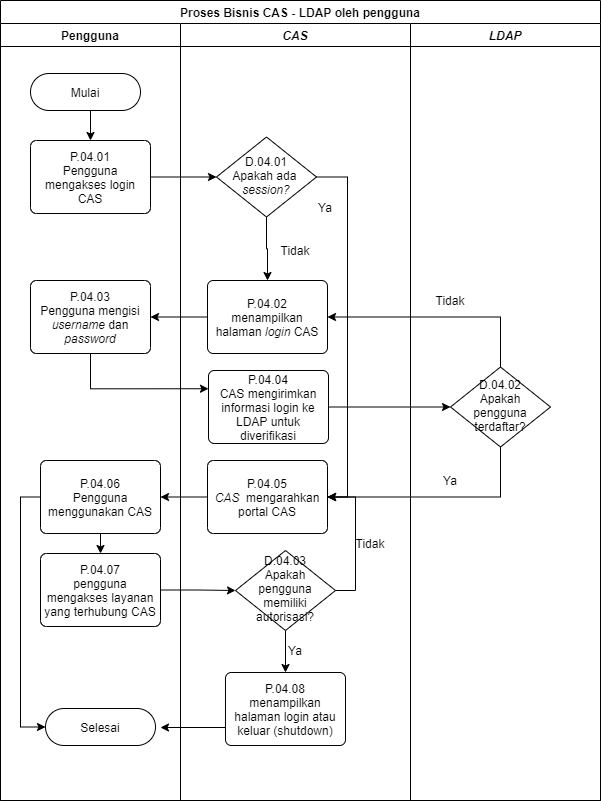 Proses Bisnis CAS - LDAP oleh pengguna
Pengguna
CAS
LDAP
Mulai
P.04.01
Pengguna
mengakses login
CAS
D.04.01
Apakah ada
session?
Ya
Tidak
P.04.03
Pengguna mengisi
username dan
password
P.04.02
menampilkan
halaman login CAS
Tidak
P.04.04
CAS mengirimkan
informasi login ke
LDAP untuk
diverifikasi
D.04.02
Apakah
pengguna
terdaftar?
Ya
P.04.06
Pengguna
menggunakan CAS
P.04.05
CAS mengarahkan
portal CAS
Tidak
P.04.07
pengguna
mengakses layanan
yang terhubung CAS
D.04.03
Apakah
pengguna
memiliki
autorisasi?
Ya
P.04.08
menampilkan
halaman login atau
keluar (shutdown)
Selesai